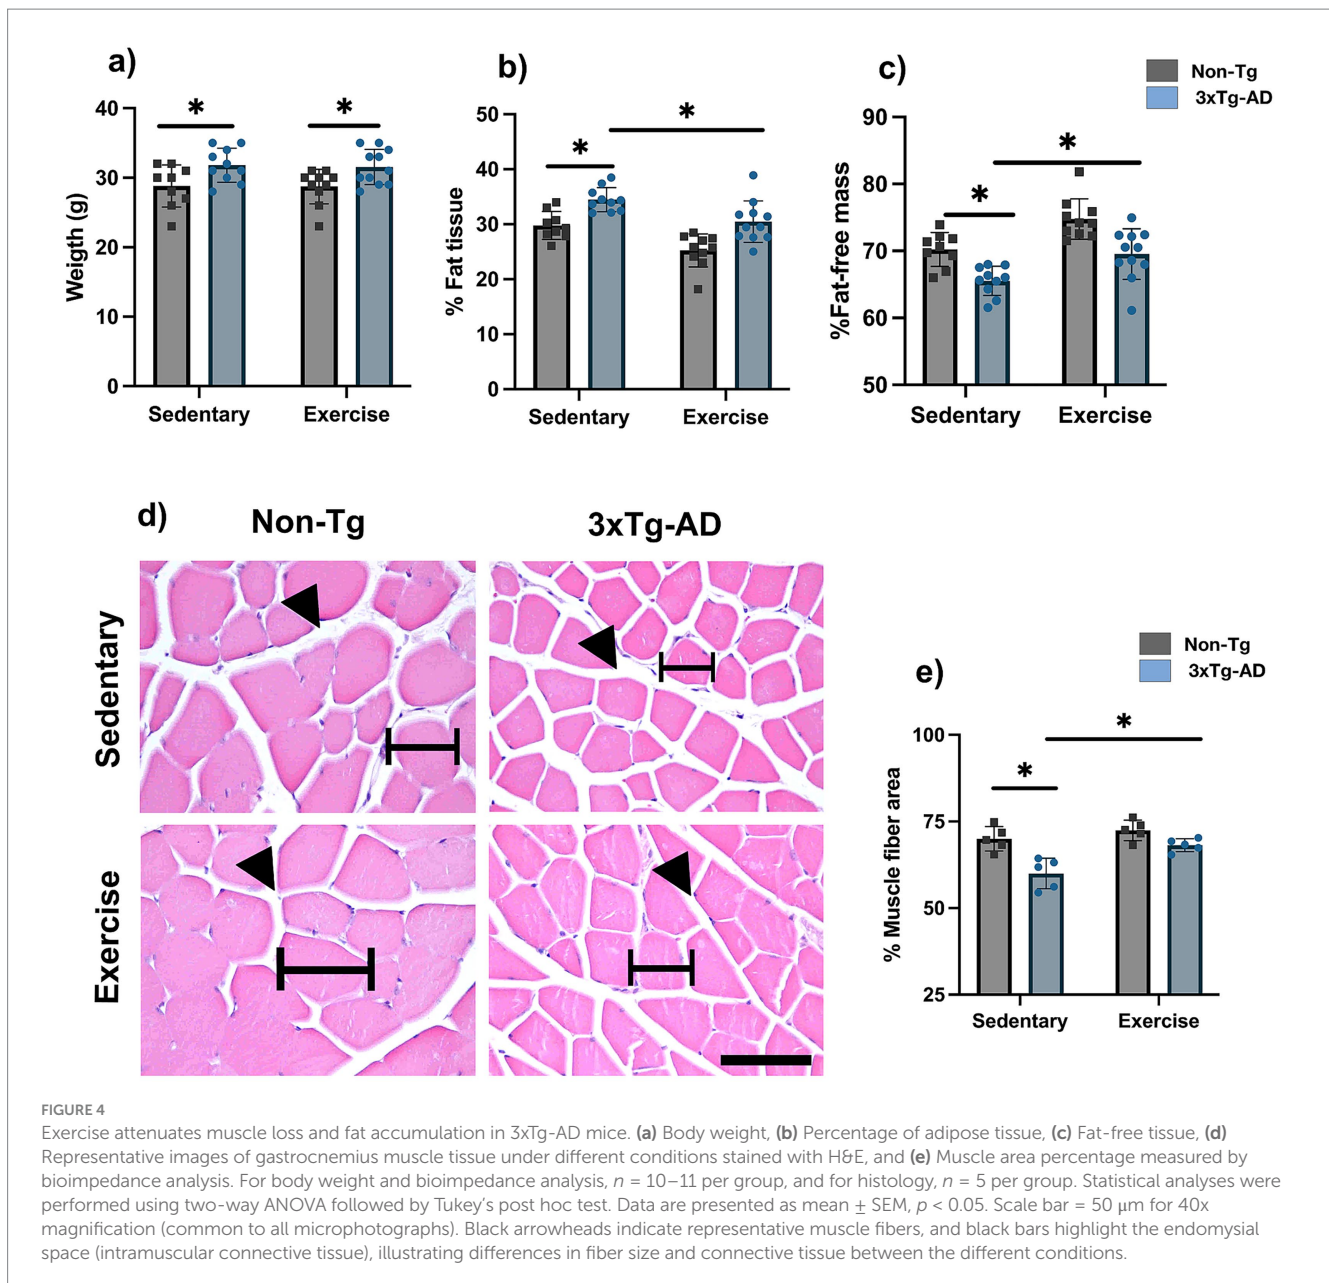 a)
b)
c)
Non-Tg
3xTg-AD
Weigth (g)
40
30
20
10
0
*
*
Sedentary
Exercise
% Fat tissue
50
40
30
20
10
0
*
*
Sedentary
Exercise
%Fat-free mass
90
80
70
60
50
*
*
Sedentary
Exercise
d)
Non-Tg
3xTg-AD
Sedentary
Exercise
e)
Non-Tg
3xTg-AD
% Muscle fiber area
100
75
50
25
*
*
Sedentary
Exercise
FIGURE 4
Exercise attenuates muscle loss and fat accumulation in 3xTg-AD mice. (a) Body weight, (b) Percentage of adipose tissue, (c) Fat-free tissue, (d)
Representative images of gastrocnemius muscle tissue under different conditions stained with H&E, and (e) Muscle area percentage measured by
bioimpedance analysis. For body weight and bioimpedance analysis, n = 10–11 per group, and for histology, n = 5 per group. Statistical analyses were
performed using two-way ANOVA followed by Tukey's post hoc test. Data are presented as mean ± SEM, p < 0.05. Scale bar = 50 μm for 40x
magnification (common to all microphotographs). Black arrowheads indicate representative muscle fibers, and black bars highlight the endomysial
space (intramuscular connective tissue), illustrating differences in fiber size and connective tissue between the different conditions.